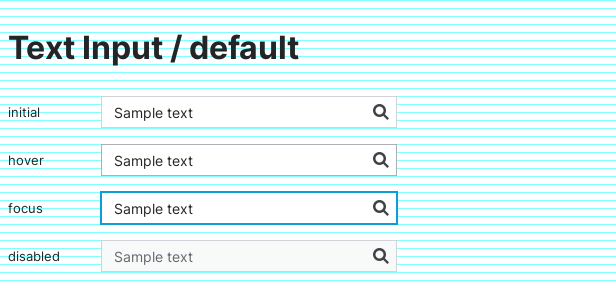 Text Input / default
initial Sample text
hover Sample text
focus Sample text
disabled Sample text